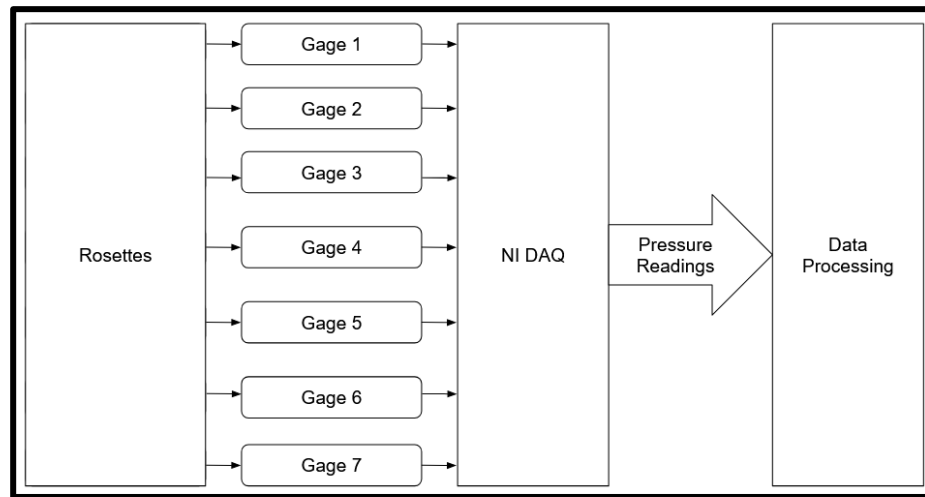 Rosettes
Gage 1
Gage 2
Gage 3
Gage 4
Gage 5
Gage 6
Gage 7
NI DAQ
Pressure
Readings
Data
Processing